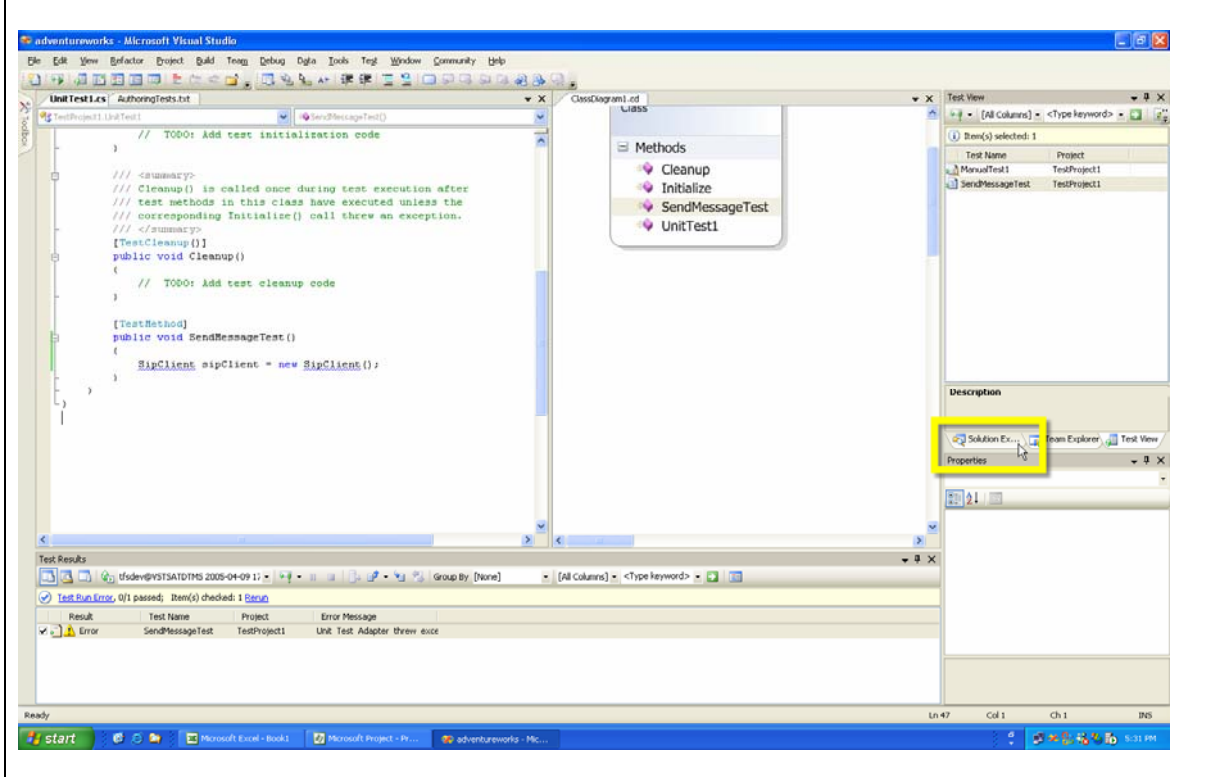 adventureworks - Microsoft Visual Studio
File Edit View Refactor Project Build Team Debug Data Tools Test Window Community Help
Toolbox
UnitTest1.cs AuthoringTests.txt
TestProject1.UnitTest1 SendMessageTest()
// TODO: Add test initialization code
}
/// <summary>
/// Cleanup() is called once during test execution after
/// test methods in this class have executed unless the
/// corresponding Initialize() call threw an exception.
/// </summary>
[TestCleanup()]
public void Cleanup()
{
// TODO: Add test cleanup code
}
[TestMethod]
public void SendMessageTest()
{
SipClient sipClient = new SipClient();
}
}
}
ClassDiagram1.cd
Class
Methods
Cleanup
Initialize
SendMessageTest
UnitTest1
Test View
[All Columns] <Type keyword>
Item(s) selected: 1
Test Name Project
ManualTest1 TestProject1
SendMessageTest TestProject1
Description
Solution Ex... Team Explorer Test View
Properties
Test Results
tfsdev@VSTSATDTMS 2005-04-09 17 Group By [None] [All Columns] <Type keyword>
Test Run Error, 0/1 passed; Item(s) checked: 1 Rerun
Result Test Name Project Error Message
Error SendMessageTest TestProject1 Unit Test Adapter threw exce
Ready Ln 47 Col 1 Ch 1 INS
start Microsoft Excel - Book1 Microsoft Project - Pr... adventureworks - Mic... 5:31 PM